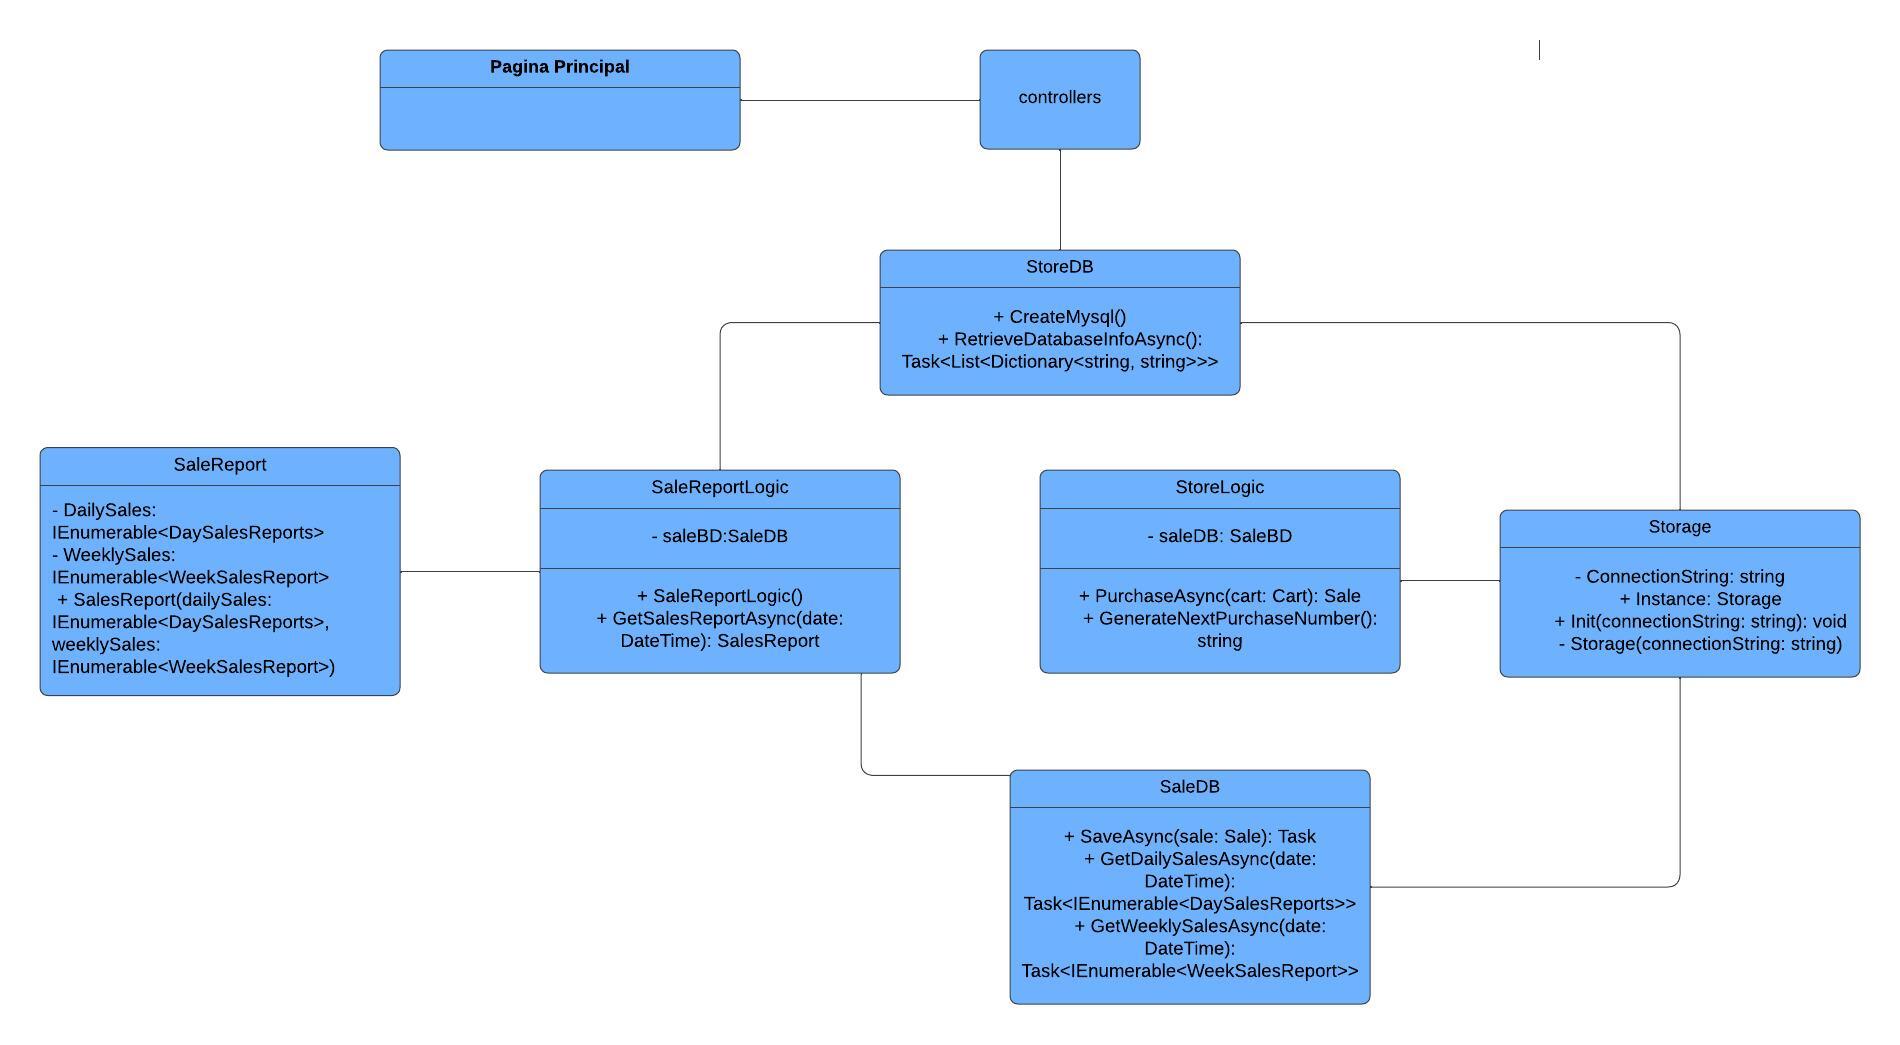 Pagina Principal
controllers
StoreDB
+ CreateMysql()
+ RetrieveDatabaseInfoAsync():
Task<List<Dictionary<string, string>>>
SaleReport
- DailySales:
IEnumerable<DaySalesReports>
- WeeklySales:
IEnumerable<WeekSalesReport>
+ SalesReport(dailySales:
IEnumerable<DaySalesReports>,
weeklySales:
IEnumerable<WeekSalesReport>)
SaleReportLogic
- saleBD:SaleDB
+ SaleReportLogic()
+ GetSalesReportAsync(date:
DateTime): SalesReport
StoreLogic
- saleDB: SaleBD
+ PurchaseAsync(cart: Cart): Sale
+ GenerateNextPurchaseNumber():
string
Storage
- ConnectionString: string
+ Instance: Storage
+ Init(connectionString: string): void
- Storage(connectionString: string)
SaleDB
+ SaveAsync(sale: Sale): Task
+ GetDailySalesAsync(date:
DateTime):
Task<IEnumerable<DaySalesReports>>
+ GetWeeklySalesAsync(date:
DateTime):
Task<IEnumerable<WeekSalesReport>>